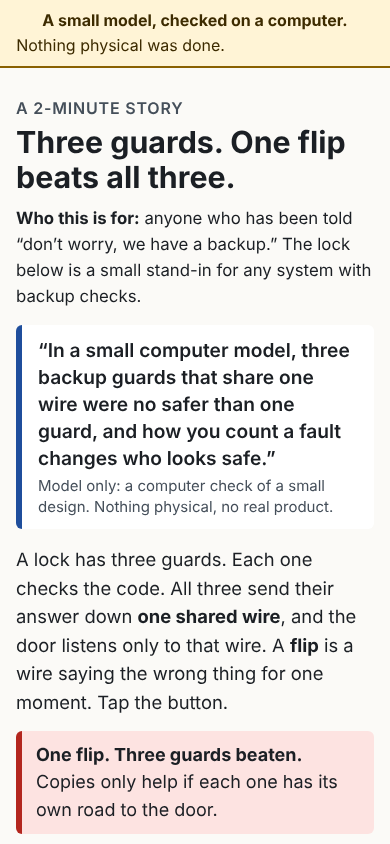 A small model, checked on a computer.
Nothing physical was done.
A 2-MINUTE STORY
Three guards. One flip
beats all three.
Who this is for: anyone who has been told
“don’t worry, we have a backup.” The lock
below is a small stand-in for any system with
backup checks.
“In a small computer model, three
backup guards that share one
wire were no safer than one
guard, and how you count a fault
changes who looks safe.”
Model only: a computer check of a small
design. Nothing physical, no real product.
A lock has three guards. Each one
checks the code. All three send their
answer down one shared wire, and the
door listens only to that wire. A flip is a
wire saying the wrong thing for one
moment. Tap the button.
One flip. Three guards beaten.
Copies only help if each one has its
own road to the door.